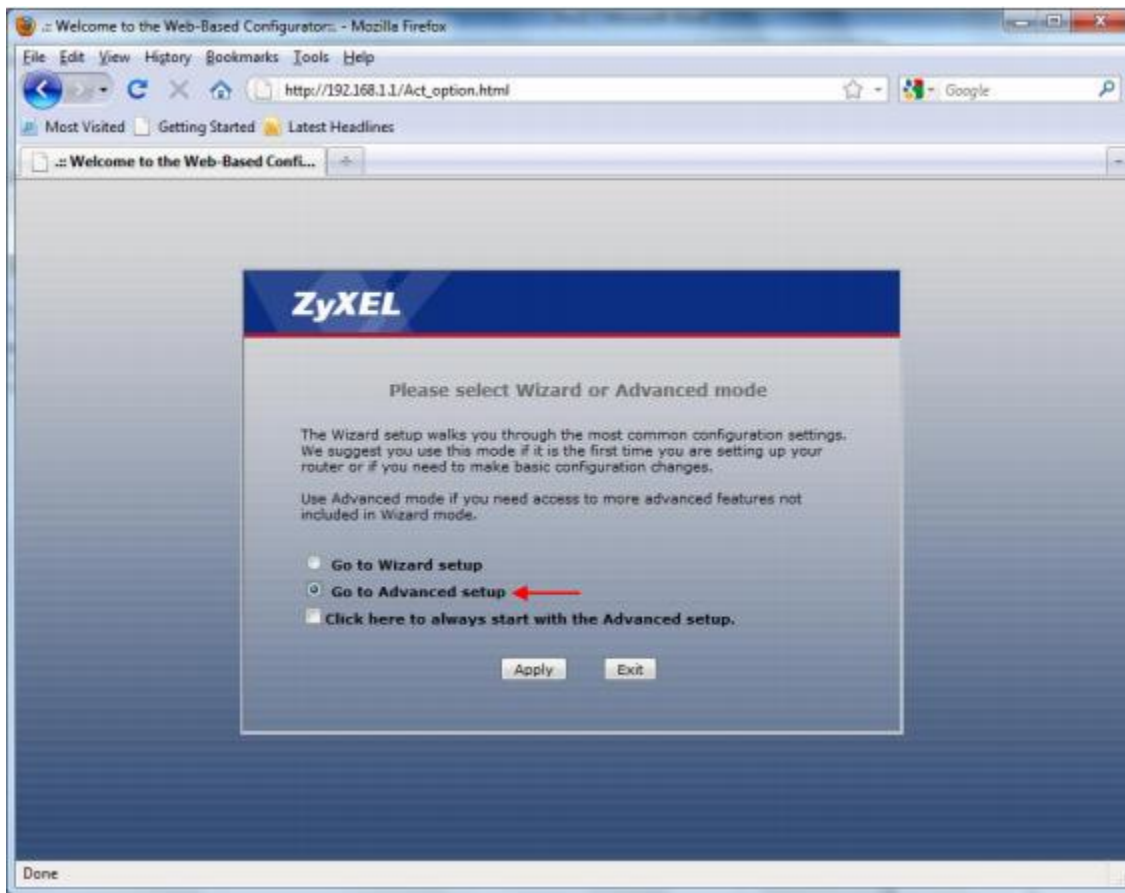 .:: Welcome to the Web-Based Configurator::. - Mozilla Firefox
File Edit View History Bookmarks Tools Help
http://192.168.1.1/Act_option.html
Google
Most Visited Getting Started Latest Headlines
.:: Welcome to the Web-Based Confi...
ZyXEL
Please select Wizard or Advanced mode
The Wizard setup walks you through the most common configuration settings.
We suggest you use this mode if it is the first time you are setting up your
router or if you need to make basic configuration changes.
Use Advanced mode if you need access to more advanced features not
included in Wizard mode.
Go to Wizard setup
Go to Advanced setup
Click here to always start with the Advanced setup.
Apply Exit
Done